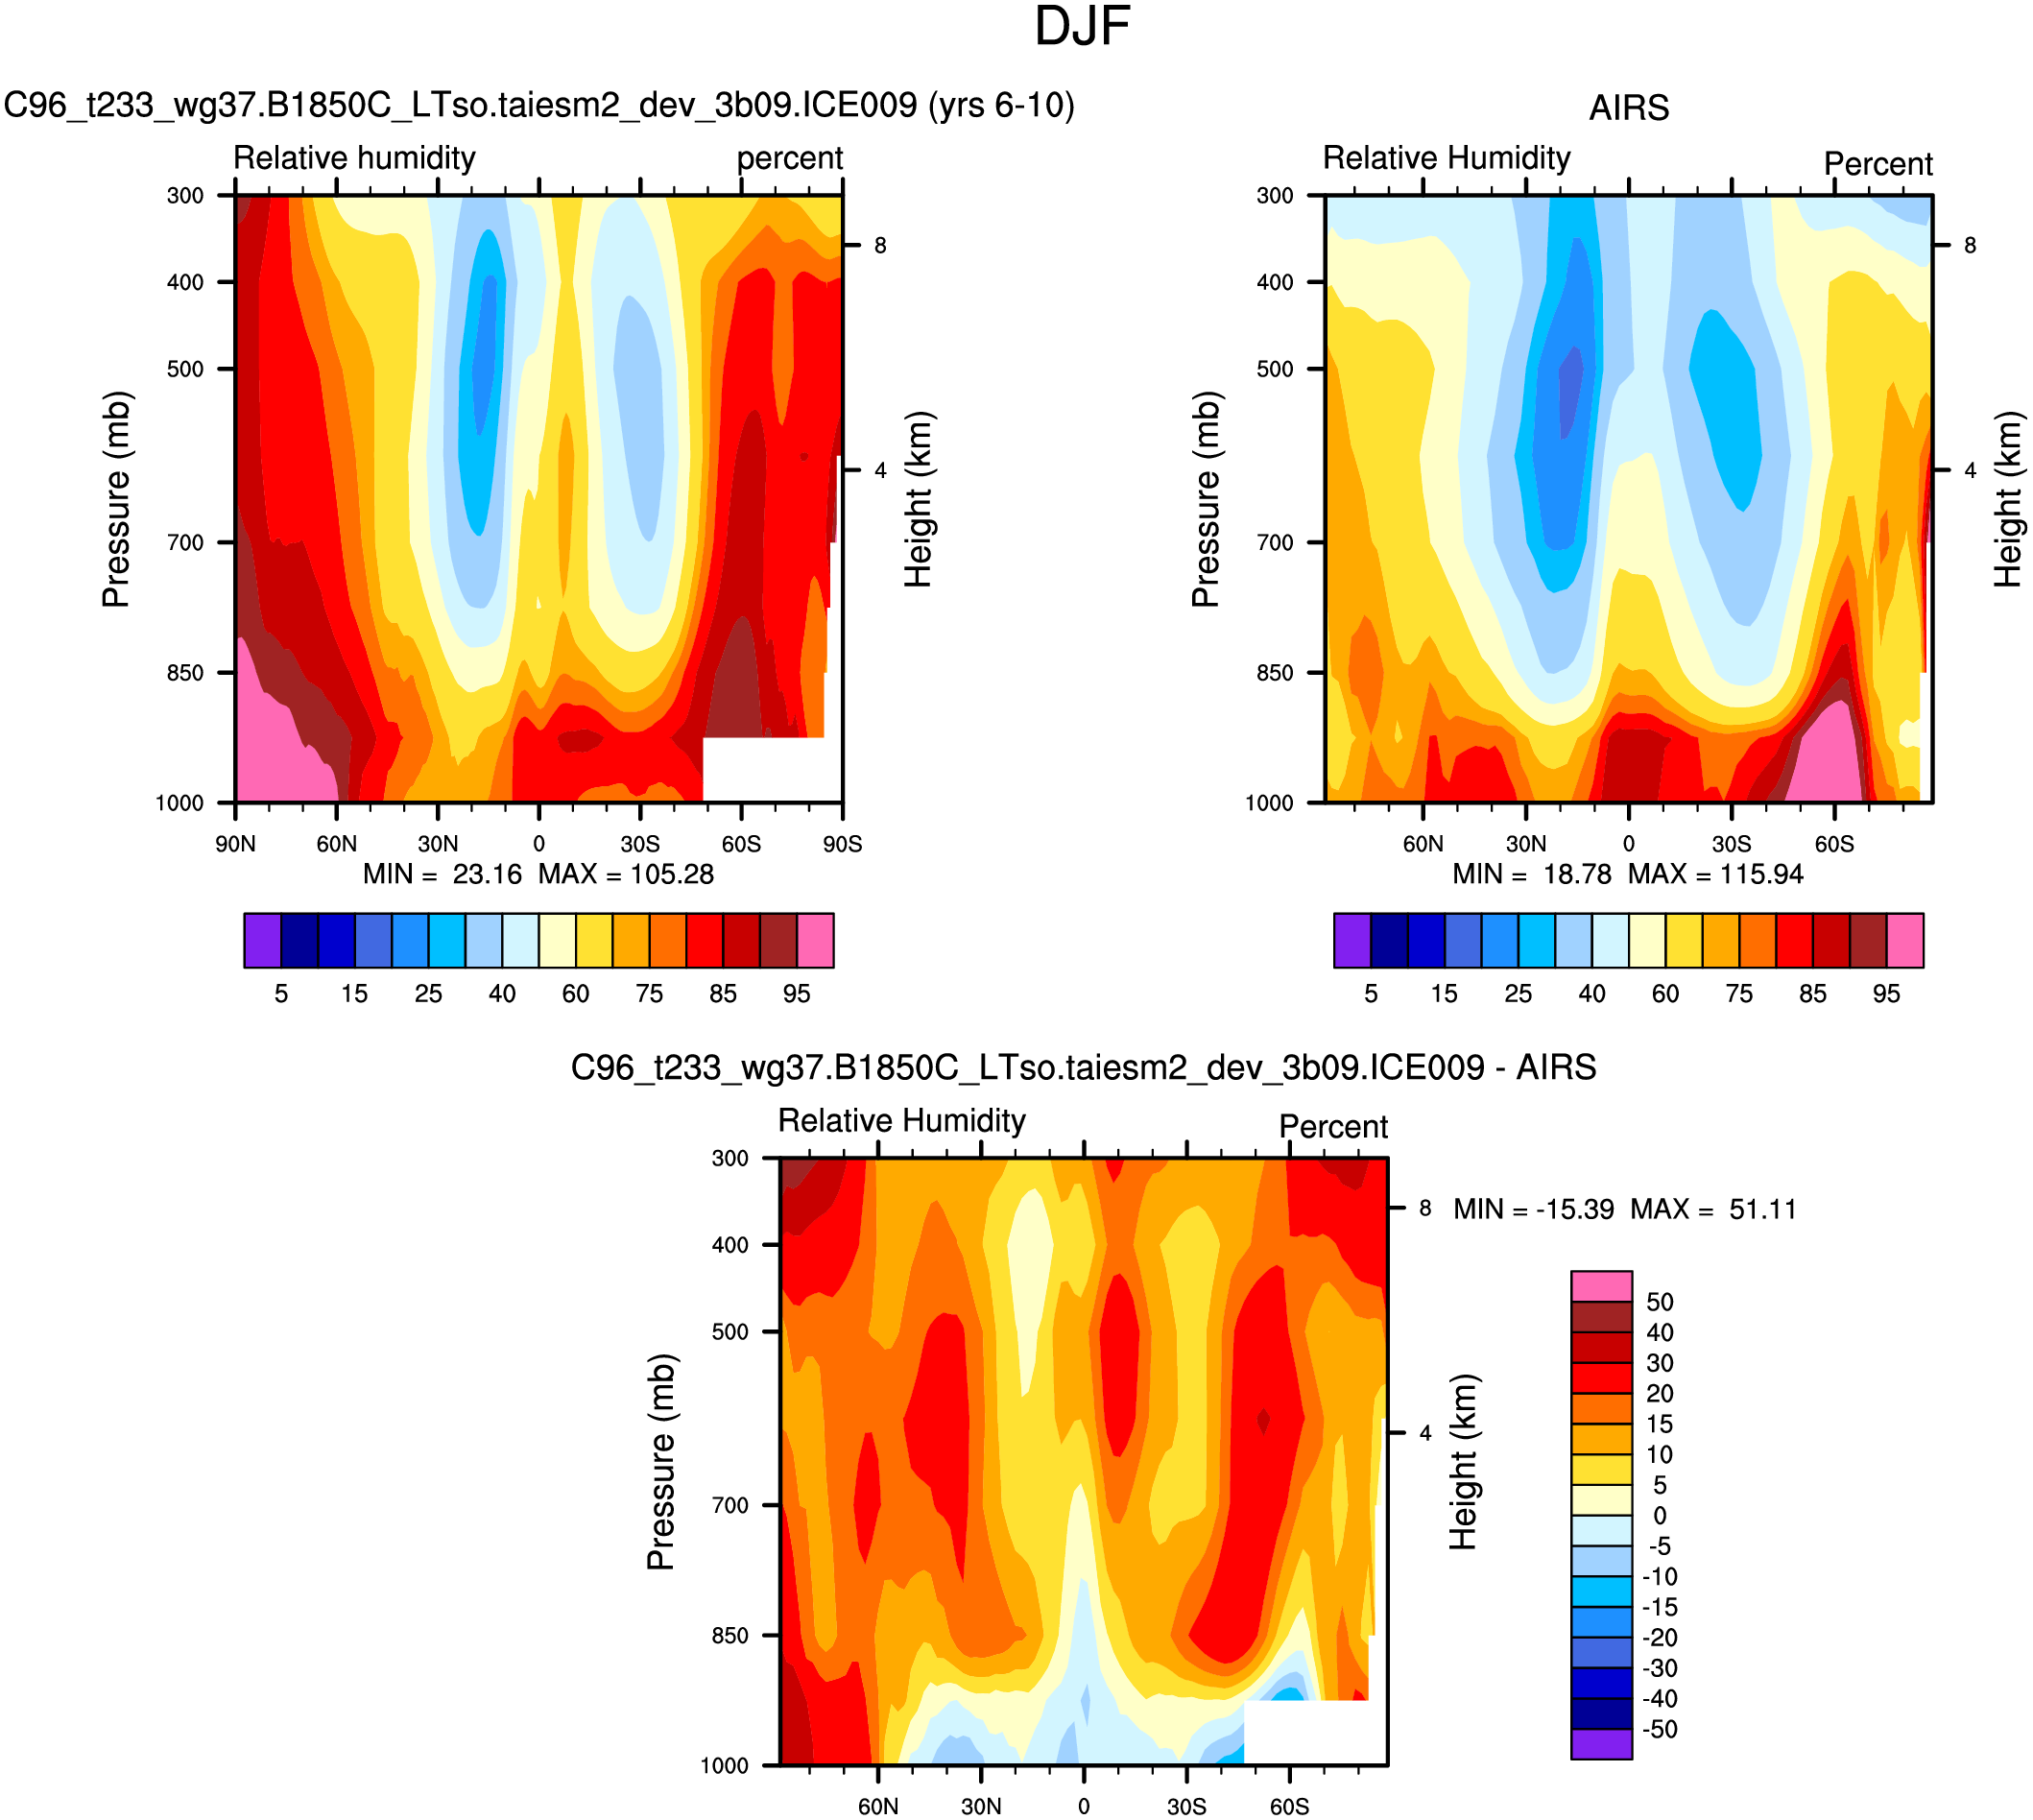 DJF
C96_t233_wg37.B1850C_LTso.taiesm2_dev_3b09.ICE009 (yrs 6-10)
Relative humidity percent
300
400
500
700
850
1000
Pressure (mb)
8
4
Height (km)
90N 60N 30N 0 30S 60S 90S
MIN = 23.16 MAX = 105.28
5 15 25 40 60 75 85 95
AIRS
Relative Humidity Percent
300
400
500
700
850
1000
Pressure (mb)
8
4
Height (km)
60N 30N 0 30S 60S
MIN = 18.78 MAX = 115.94
5 15 25 40 60 75 85 95
C96_t233_wg37.B1850C_LTso.taiesm2_dev_3b09.ICE009 - AIRS
Relative Humidity Percent
300
400
500
700
850
1000
Pressure (mb)
8
4
Height (km)
60N 30N 0 30S 60S
MIN = -15.39 MAX = 51.11
50
40
30
20
15
10
5
0
-5
-10
-15
-20
-30
-40
-50